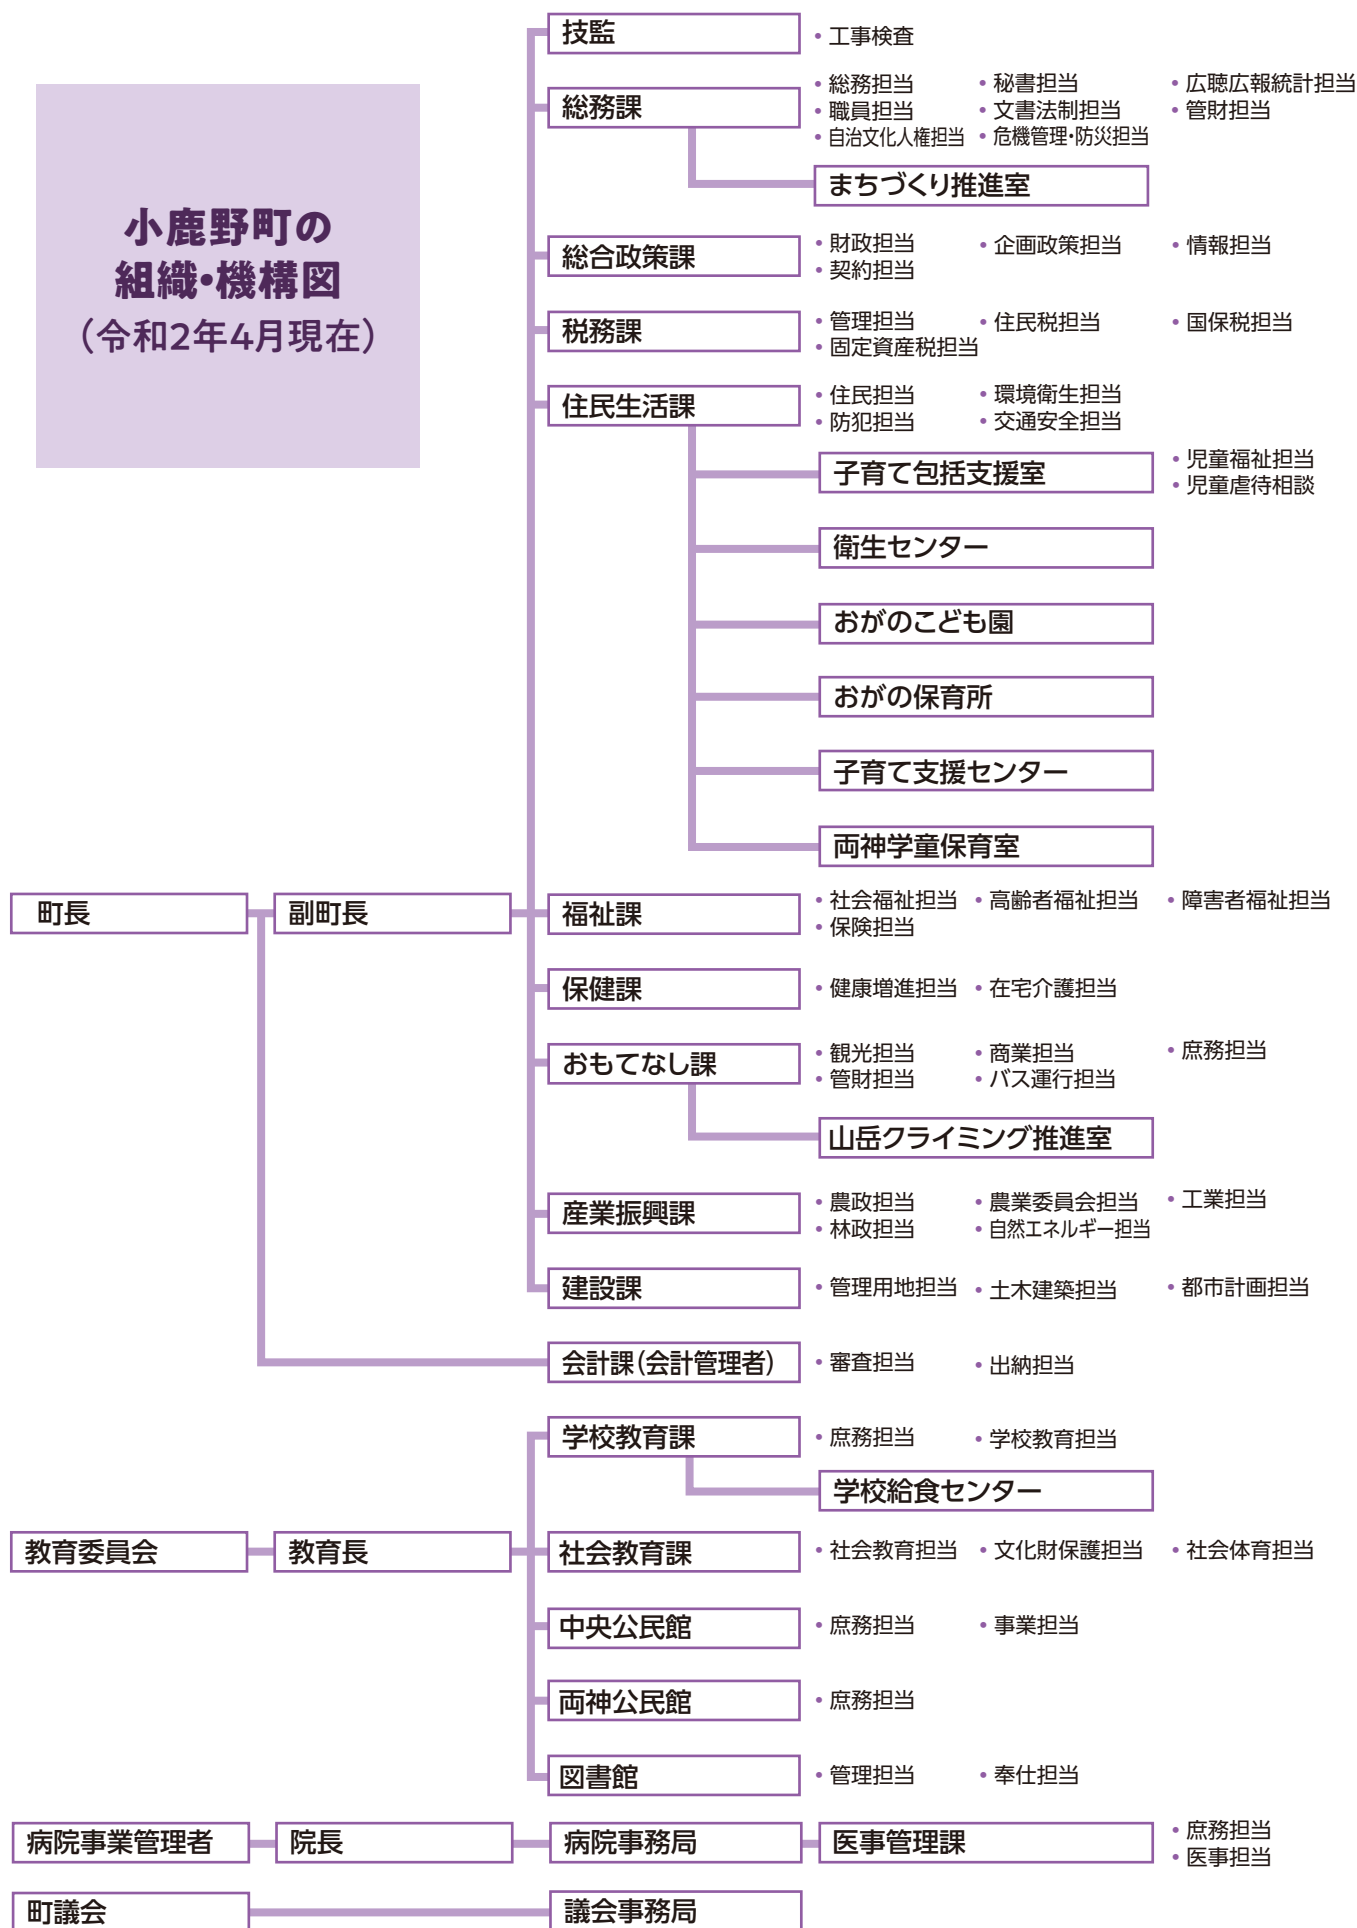 小鹿野町の
組織・機構図
（令和2年4月現在）
技監
・工事検査
総務課
・総務担当 ・秘書担当 ・広聴広報統計担当
・職員担当 ・文書法制担当 ・管財担当
・自治文化人権担当 ・危機管理・防災担当
まちづくり推進室
総合政策課
・財政担当 ・企画政策担当 ・情報担当
・契約担当
税務課
・管理担当 ・住民税担当 ・国保税担当
・固定資産税担当
住民生活課
・住民担当 ・環境衛生担当
・防犯担当 ・交通安全担当
子育て包括支援室
・児童福祉担当
・児童虐待相談
衛生センター
おがのこども園
おがの保育所
子育て支援センター
両神学童保育室
町長
副町長
福祉課
・社会福祉担当 ・高齢者福祉担当 ・障害者福祉担当
・保険担当
保健課
・健康増進担当 ・在宅介護担当
おもてなし課
・観光担当 ・商業担当 ・庶務担当
・管財担当 ・バス運行担当
山岳クライミング推進室
産業振興課
・農政担当 ・農業委員会担当 ・工業担当
・林政担当 ・自然エネルギー担当
建設課
・管理用地担当 ・土木建築担当 ・都市計画担当
会計課（会計管理者）
・審査担当 ・出納担当
学校教育課
・庶務担当 ・学校教育担当
学校給食センター
教育委員会
教育長
社会教育課
・社会教育担当 ・文化財保護担当 ・社会体育担当
中央公民館
・庶務担当 ・事業担当
両神公民館
・庶務担当
図書館
・管理担当 ・奉仕担当
病院事業管理者
院長
病院事務局
医事管理課
・庶務担当
・医事担当
町議会
議会事務局